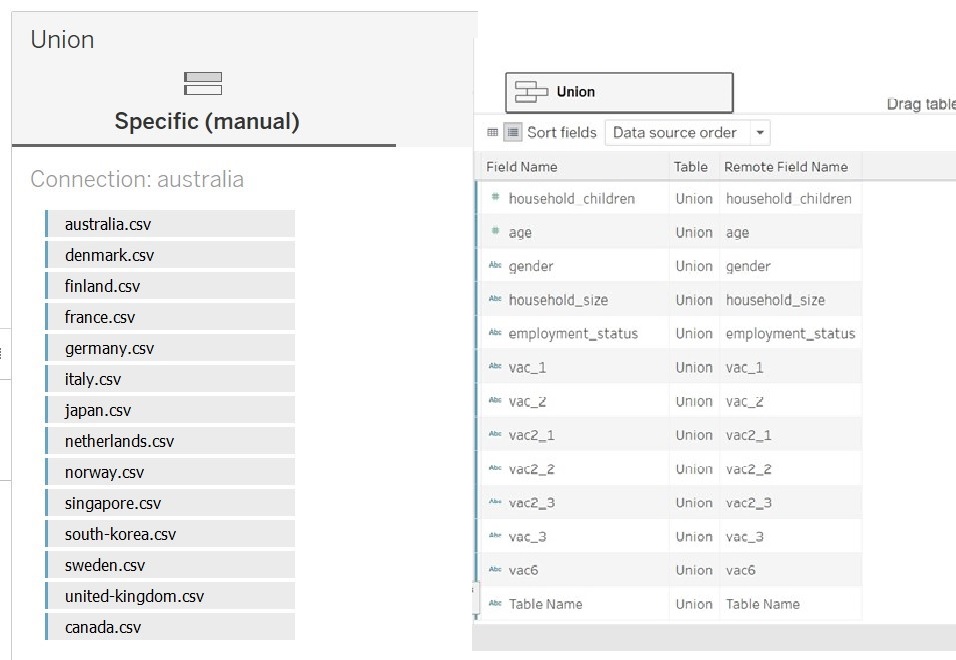 Union
Specific (manual)
Connection: australia
australia.csv
denmark.csv
finland.csv
france.csv
germany.csv
italy.csv
japan.csv
netherlands.csv
norway.csv
singapore.csv
south-korea.csv
sweden.csv
united-kingdom.csv
canada.csv
Union
Drag table
Sort fields Data source order
Field Name Table Remote Field Name
# household_children Union household_children
# age Union age
Abc gender Union gender
Abc household_size Union household_size
Abc employment_status Union employment_status
Abc vac_1 Union vac_1
Abc vac_2 Union vac_2
Abc vac2_1 Union vac2_1
Abc vac2_2 Union vac2_2
Abc vac2_3 Union vac2_3
Abc vac_3 Union vac_3
Abc vac6 Union vac6
Abc Table Name Union Table Name